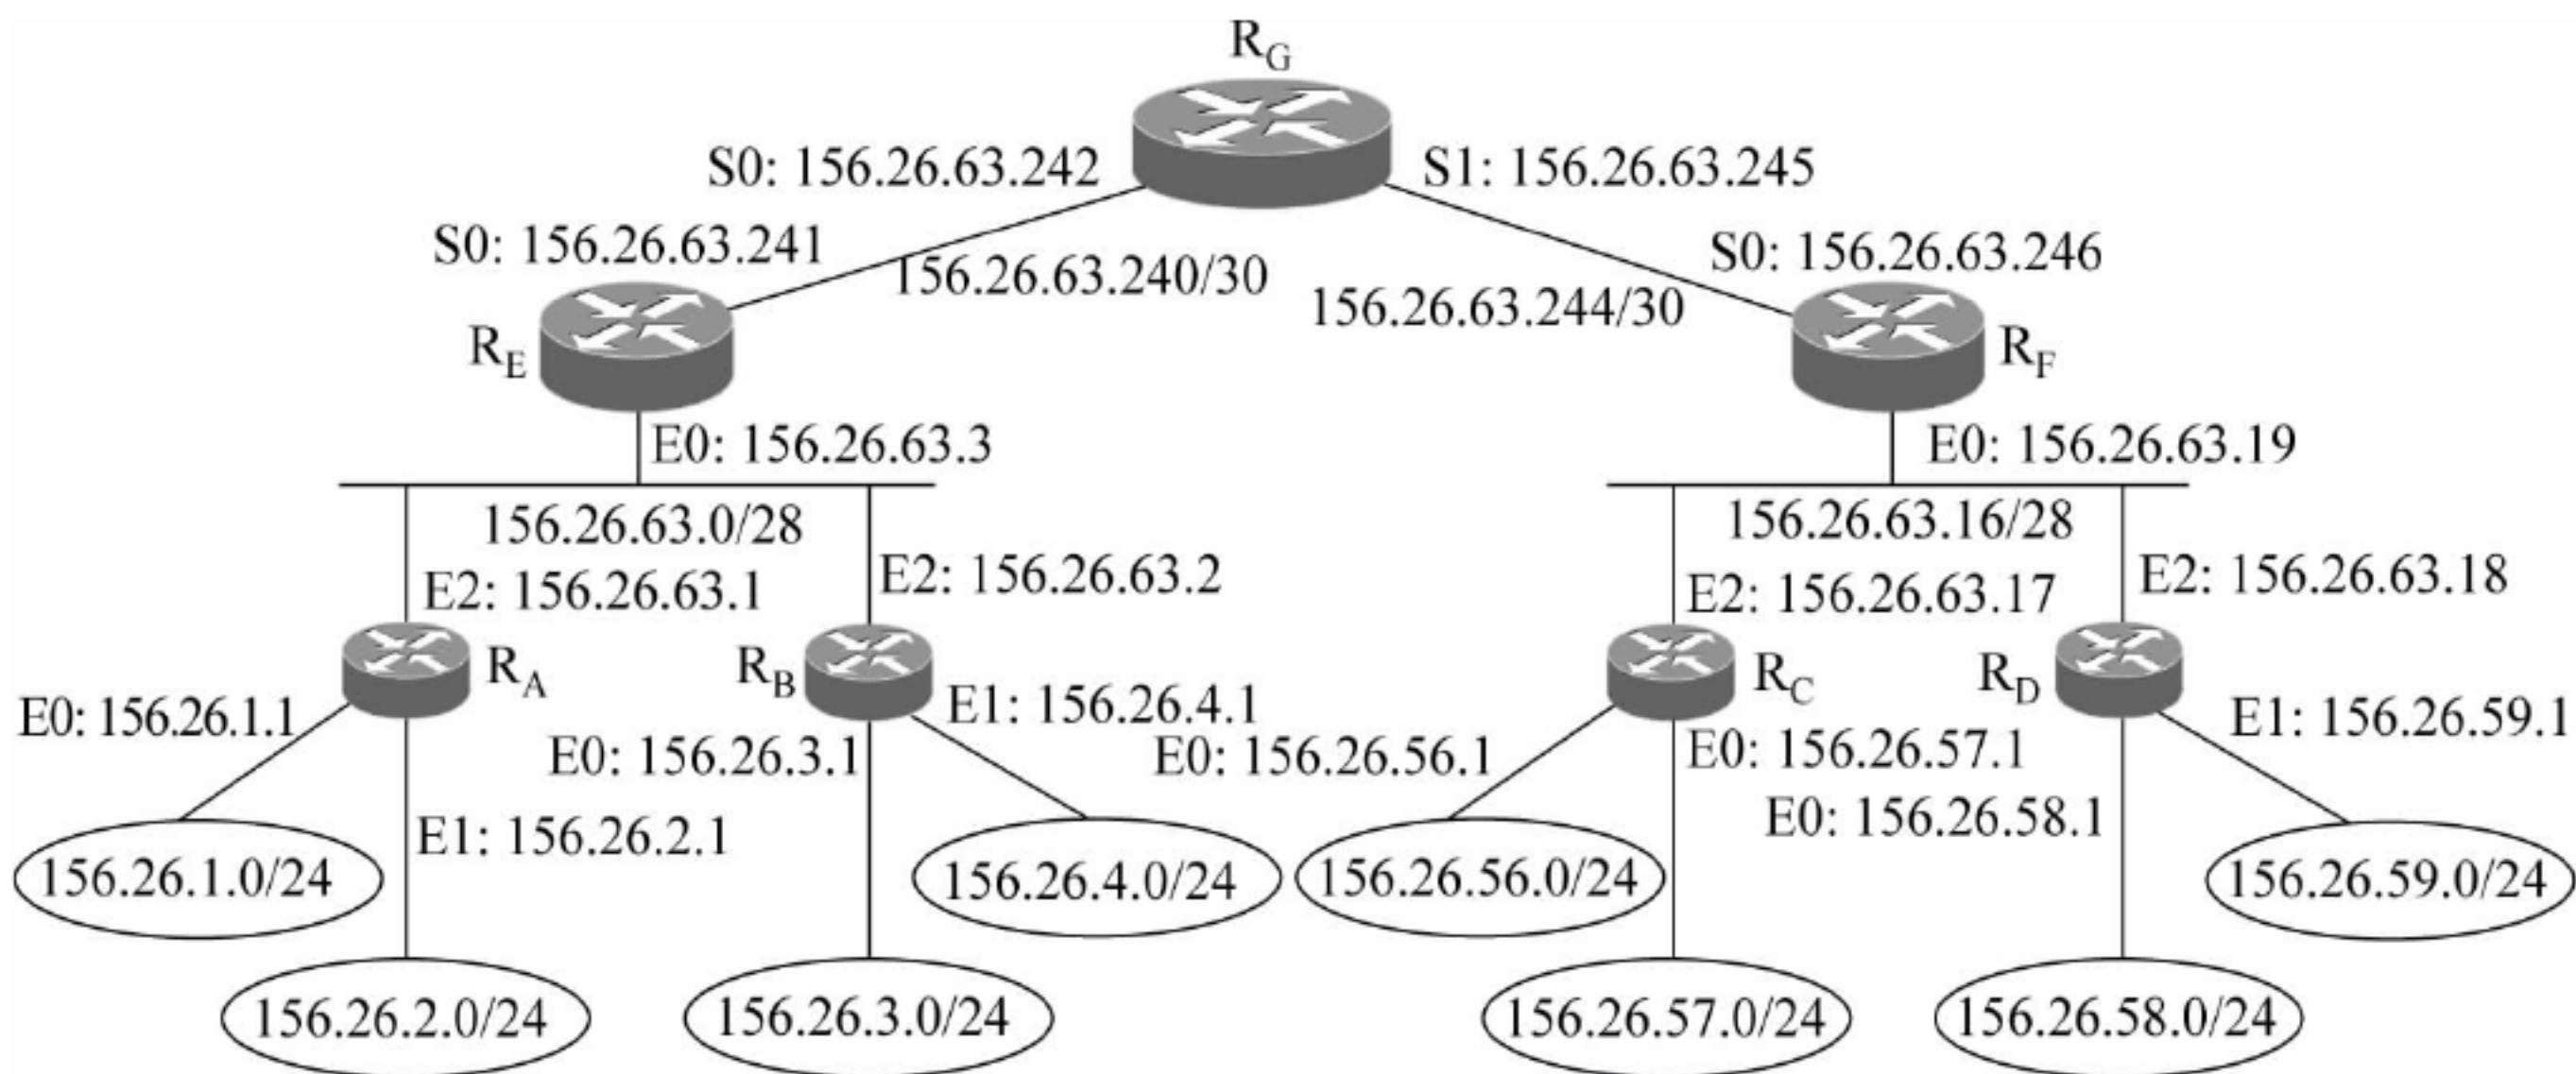 RG
S0: 156.26.63.242
S1: 156.26.63.245
S0: 156.26.63.241
S0: 156.26.63.246
156.26.63.240/30
156.26.63.244/30
RE
RF
E0: 156.26.63.3
E0: 156.26.63.19
156.26.63.0/28
156.26.63.16/28
E2: 156.26.63.1
E2: 156.26.63.2
E2: 156.26.63.17
E2: 156.26.63.18
RA
RB
RC
RD
E0: 156.26.1.1
E1: 156.26.4.1
E0: 156.26.3.1
E0: 156.26.56.1
E0: 156.26.57.1
E1: 156.26.59.1
E1: 156.26.2.1
E0: 156.26.58.1
156.26.1.0/24
156.26.4.0/24
156.26.56.0/24
156.26.59.0/24
156.26.2.0/24
156.26.3.0/24
156.26.57.0/24
156.26.58.0/24